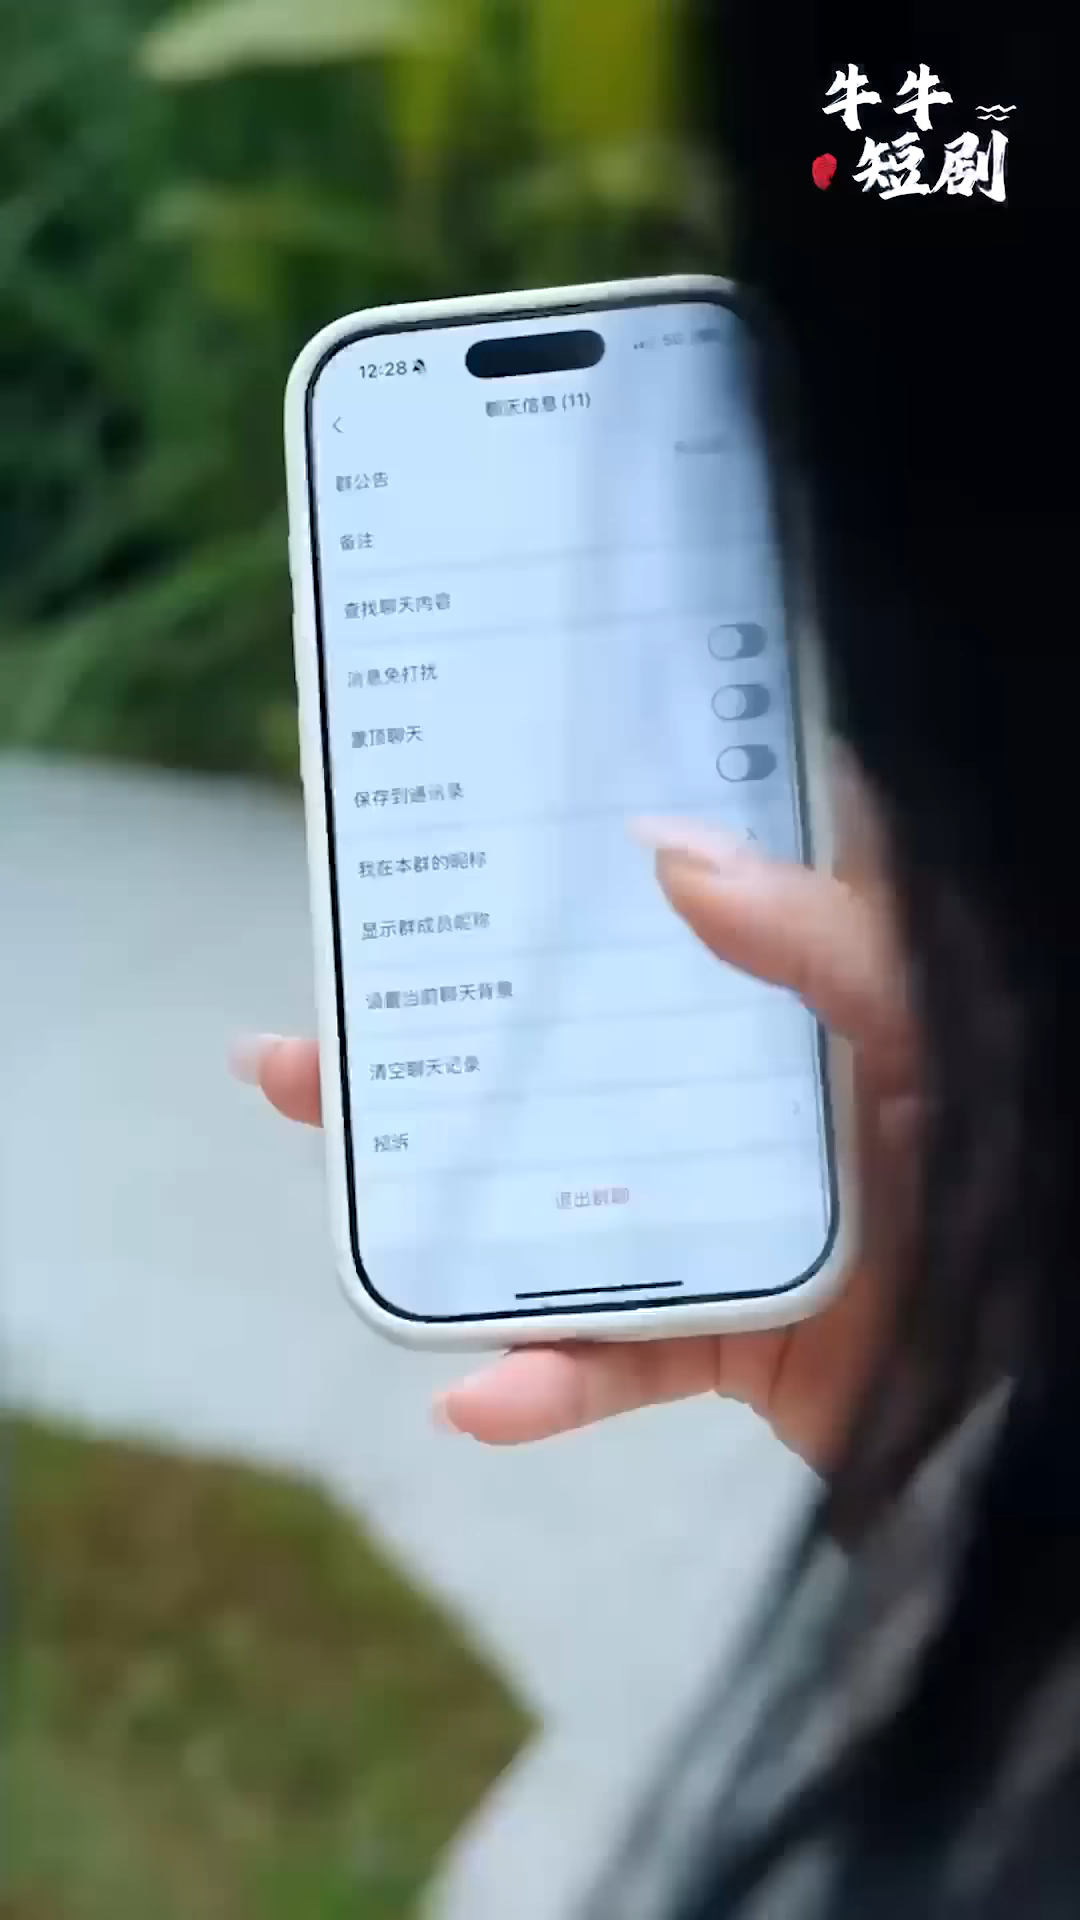 牛牛
短剧
12:28
聊天信息(11)
群公告
备注
查找聊天内容
消息免打扰
置顶聊天
保存到通讯录
我在本群的昵称
显示群成员昵称
设置当前聊天背景
清空聊天记录
投诉
退出群聊